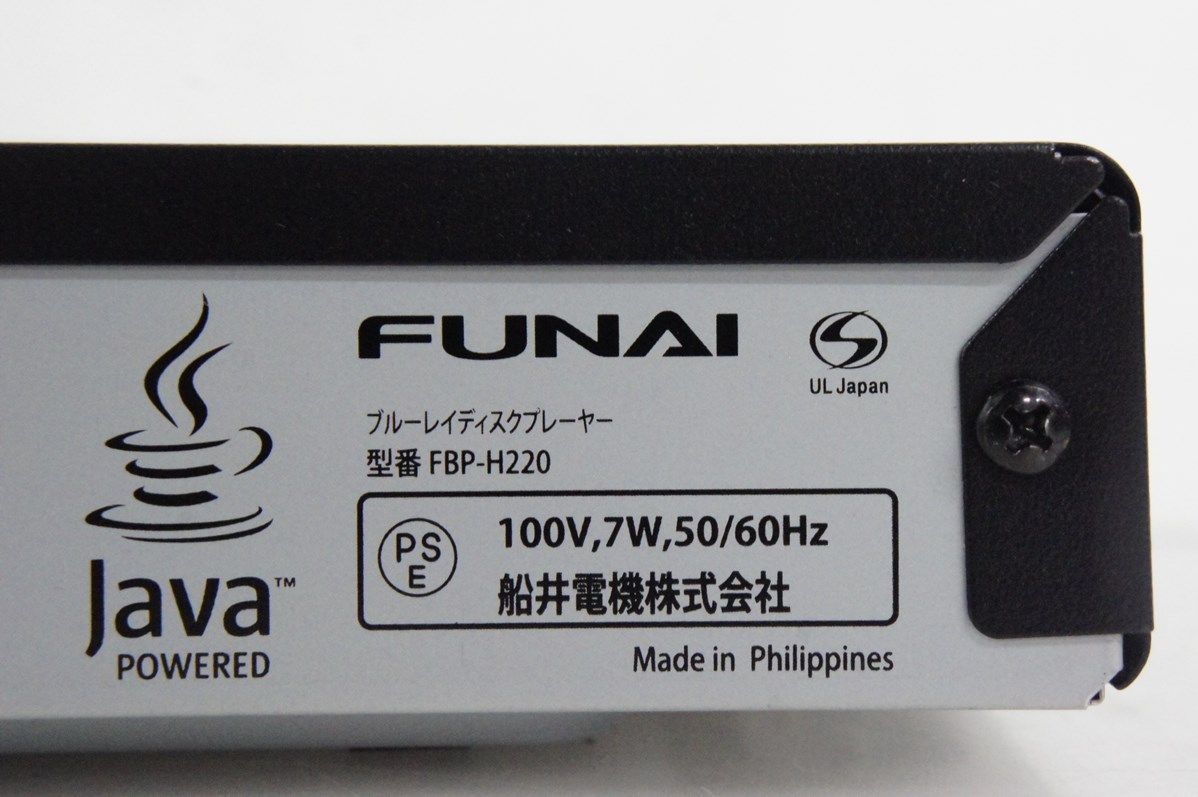 FUNAI
UL Japan
ブルーレイディスクプレーヤー
型番 FBP-H220
PS
E
100V,7W,50/60Hz
船井電機株式会社
Made in Philippines
Java™
POWERED